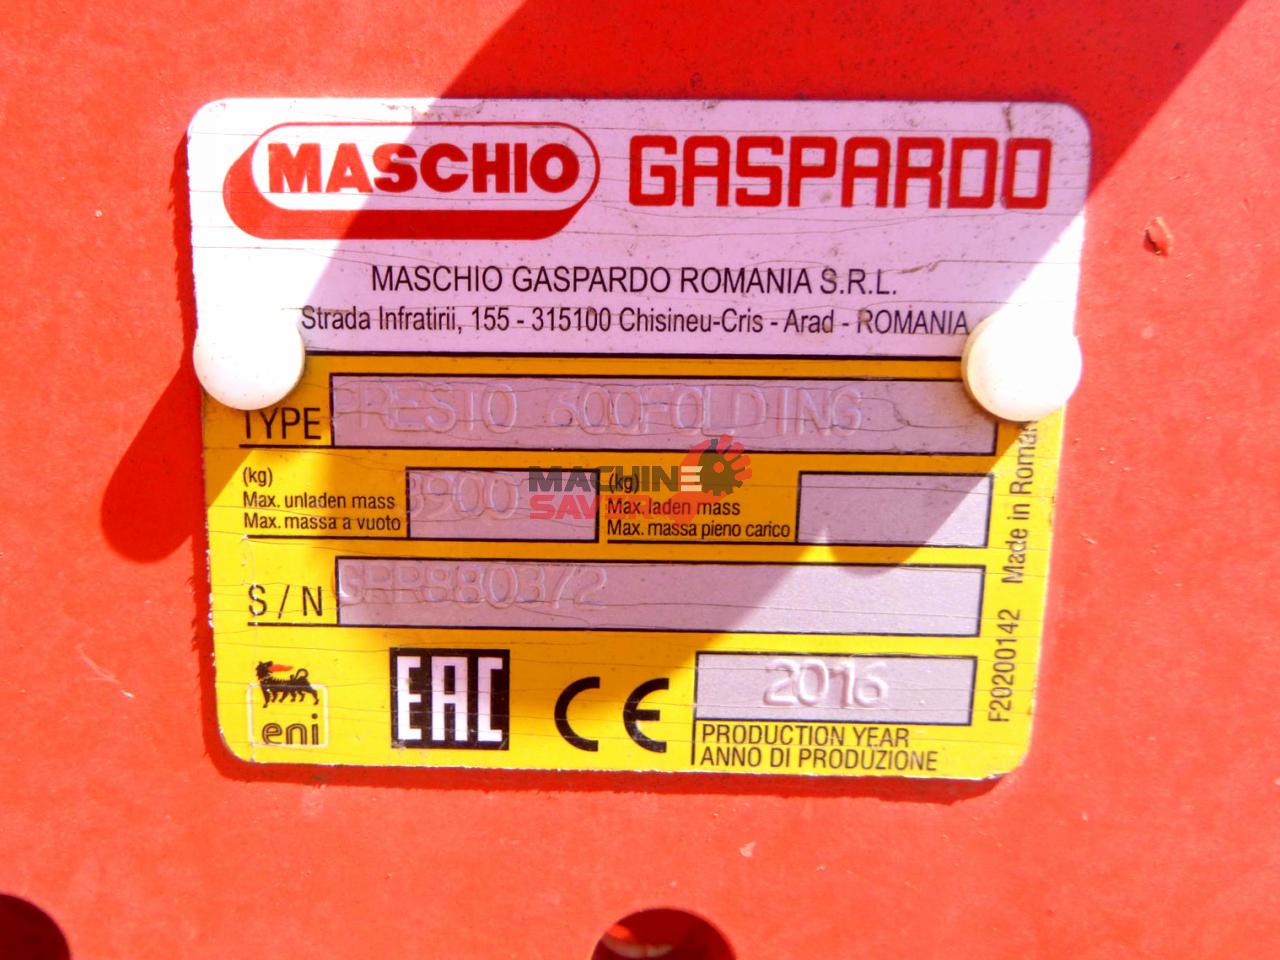 MASCHIO GASPARDO
MASCHIO GASPARDO ROMANIA S.R.L.
Strada Infratirii, 155 - 315100 Chisineu-Cris - Arad - ROMANIA
TYPE PRESTO 600FOLDING
(kg)
Max. unladen mass
Max. massa a vuoto
3900
(kg)
Max. laden mass
Max. massa pieno carico
MACHINE
SAVER
S / N
eni
EAC
CE
2016
PRODUCTION YEAR
ANNO DI PRODUZIONE
F20200142 Made in